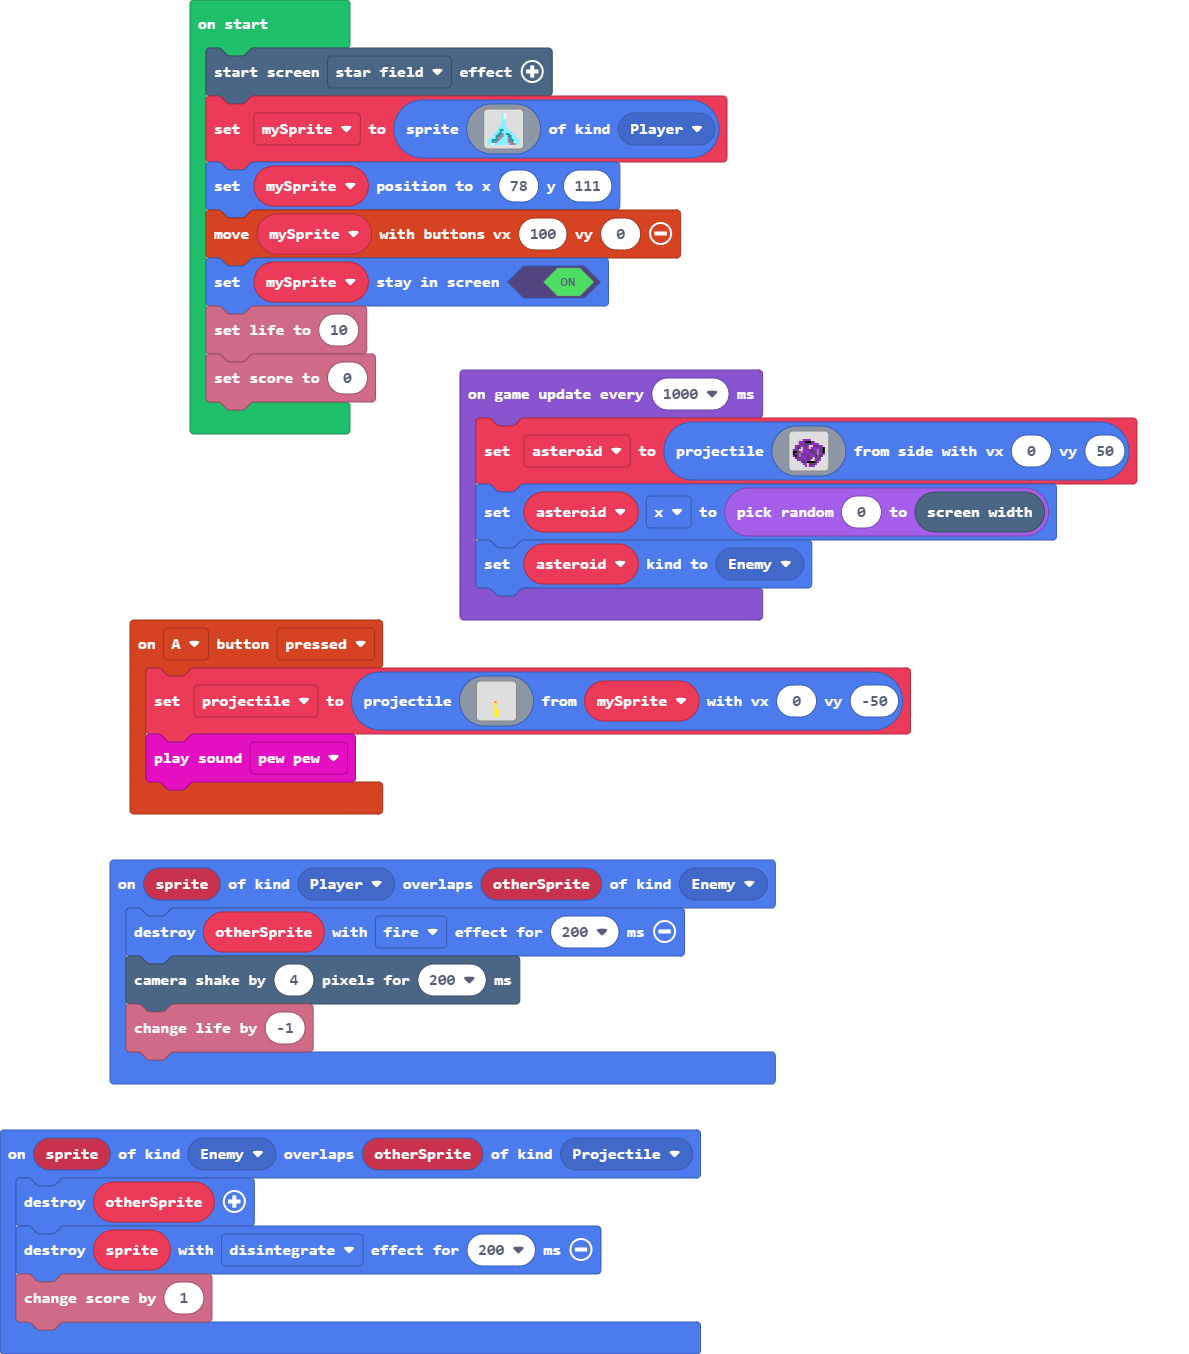 on start
start screen star field effect
set mySprite to sprite of kind Player
set mySprite position to x 78 y 111
move mySprite with buttons vx 100 vy 0
set mySprite stay in screen ON
set life to 10
set score to 0
on game update every 1000 ms
set asteroid to projectile from side with vx 0 vy 50
set asteroid x to pick random 0 to screen width
set asteroid kind to Enemy
on A button pressed
set projectile to projectile from mySprite with vx 0 vy -50
play sound pew pew
on sprite of kind Player overlaps otherSprite of kind Enemy
destroy otherSprite with fire effect for 200 ms
camera shake by 4 pixels for 200 ms
change life by -1
on sprite of kind Enemy overlaps otherSprite of kind Projectile
destroy otherSprite
destroy sprite with disintegrate effect for 200 ms
change score by 1